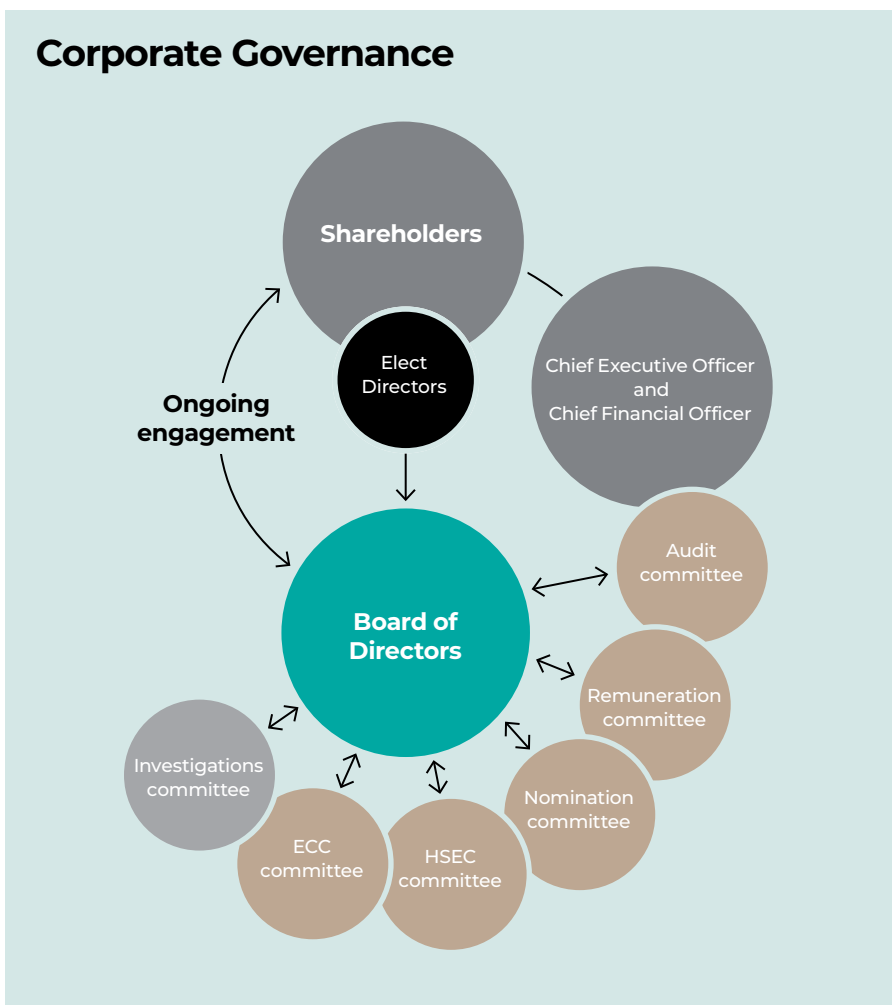 Corporate Governance
Shareholders
Elect
Directors
Chief Executive Officer
and
Chief Financial Officer
Ongoing
engagement
Audit
committee
Board of
Directors
Remuneration
committee
Investigations
committee
Nomination
committee
ECC
committee
HSEC
committee